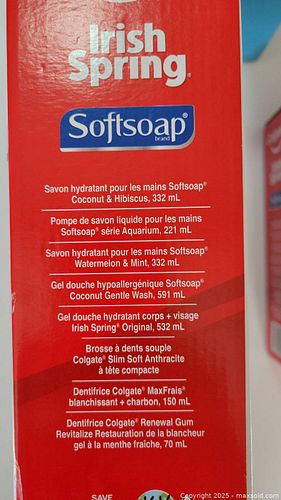 Irish
Spring®
Softsoap®
brand
Savon hydratant pour les mains Softsoap®
Coconut & Hibiscus, 332 mL
Pompe de savon liquide pour les mains
Softsoap® série Aquarium, 221 mL
Savon hydratant pour les mains Softsoap®
Watermelon & Mint, 332 mL
Gel douche hypoallergénique Softsoap®
Coconut Gentle Wash, 591 mL
Gel douche hydratant corps + visage
Irish Spring® Original, 532 mL
Brosse à dents souple
Colgate® Slim Soft Anthracite
à tête compacte
Dentifrice Colgate® MaxFrais®
blanchissant + charbon, 150 mL
Dentifrice Colgate® Renewal Gum
Revitalize Restauration de la blancheur
gel à la menthe fraîche, 70 mL
SAVE
Copyright 2025 - maxsold.com